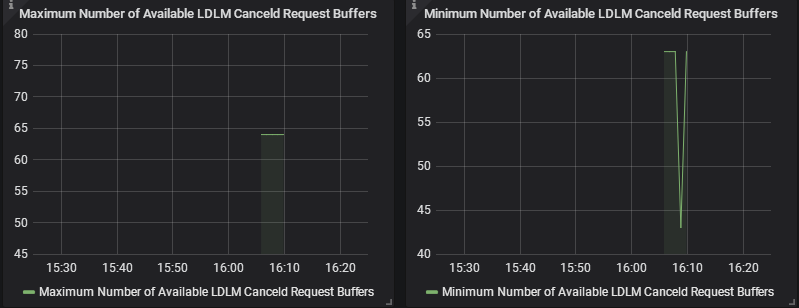 Maximum Number of Available LDLM Canceld Request Buffers
80
75
70
65
60
55
50
45
15:30 15:40 15:50 16:00 16:10 16:20
Maximum Number of Available LDLM Canceld Request Buffers
Minimum Number of Available LDLM Canceld Request Buffers
65
60
55
50
45
40
15:30 15:40 15:50 16:00 16:10 16:20
Minimum Number of Available LDLM Canceld Request Buffers